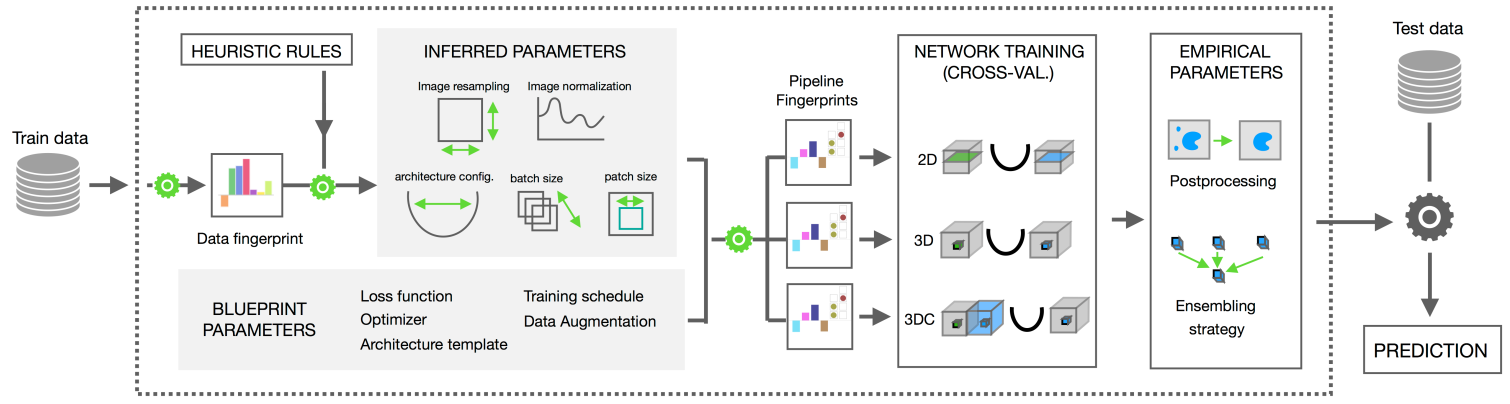 Train data
HEURISTIC RULES
Data fingerprint
INFERRED PARAMETERS
Image resampling
Image normalization
architecture config.
batch size
patch size
BLUEPRINT
PARAMETERS
Loss function
Optimizer
Architecture template
Training schedule
Data Augmentation
Pipeline
Fingerprints
NETWORK TRAINING
(CROSS-VAL.)
2D
3D
3DC
EMPIRICAL
PARAMETERS
Postprocessing
Ensembling
strategy
Test data
PREDICTION